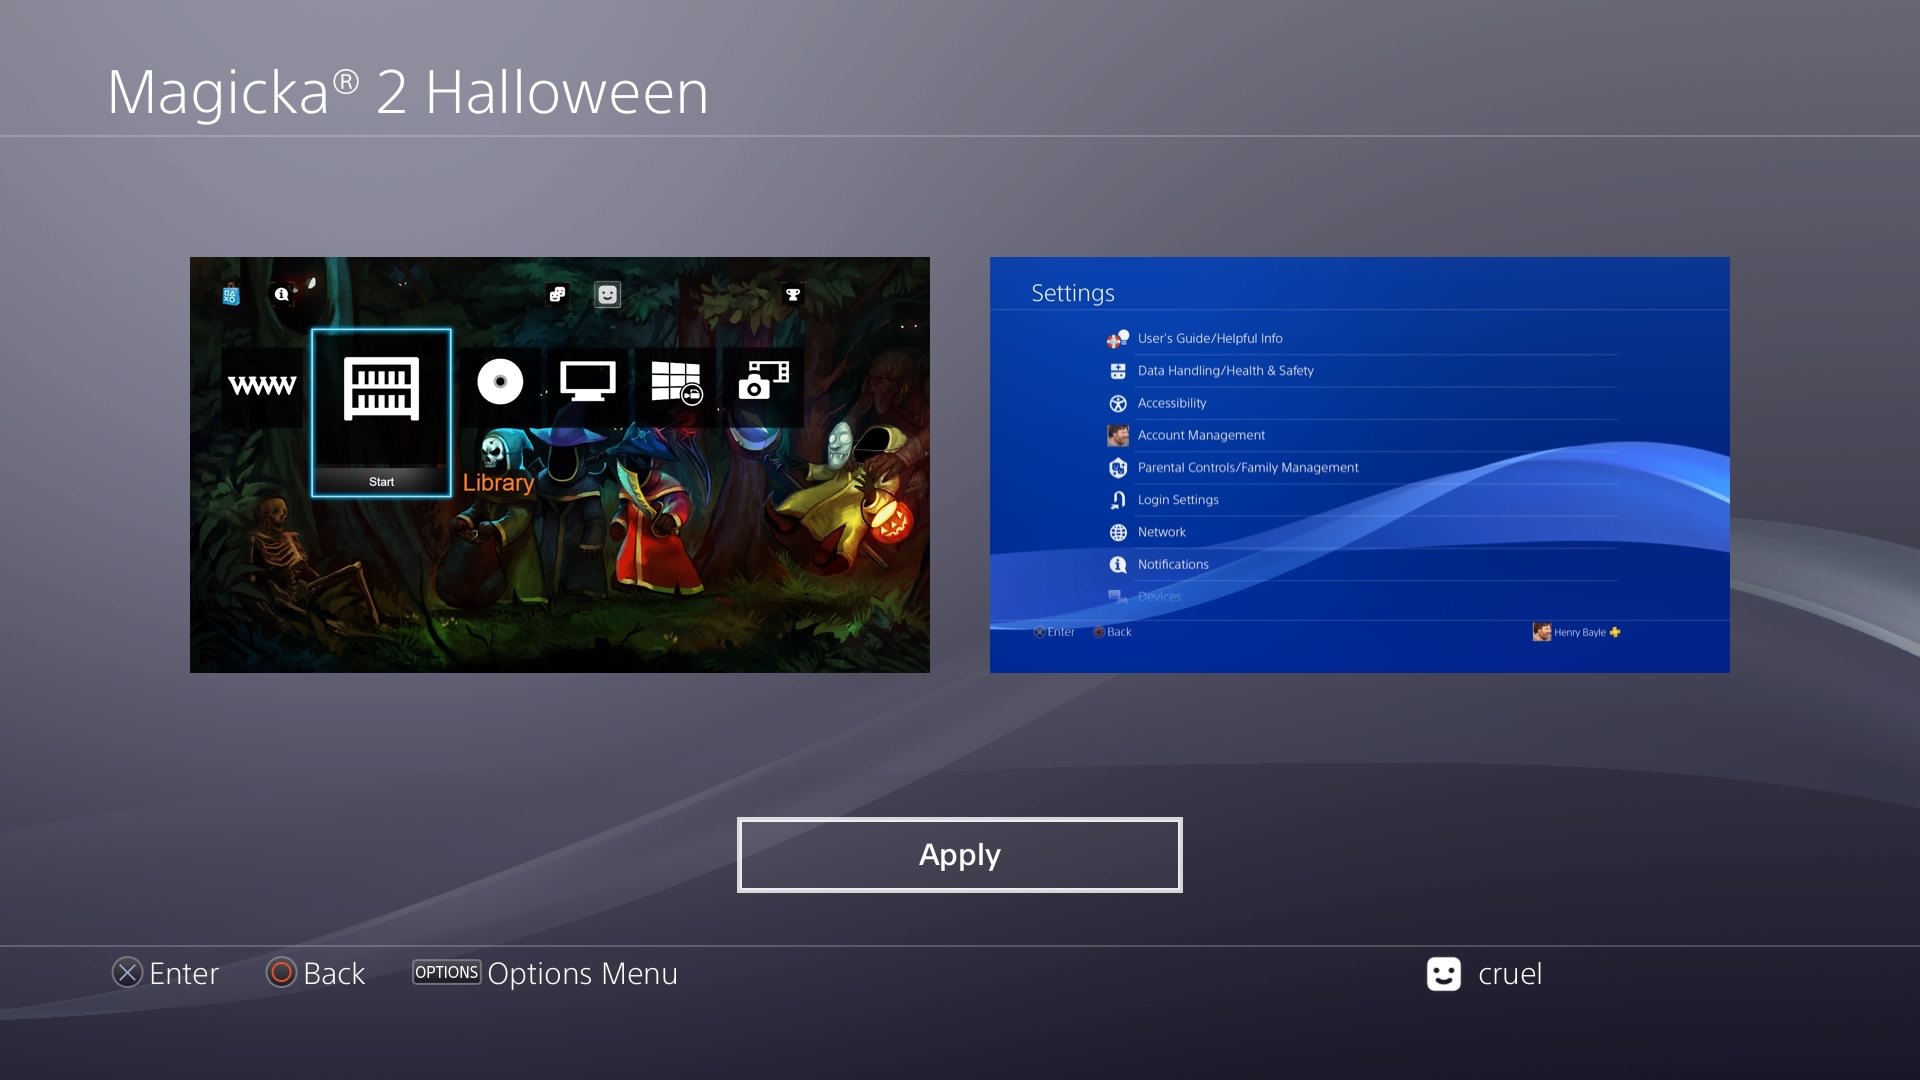 Magicka® 2 Halloween
Start
Library
Settings
User's Guide/Helpful Info
Data Handling/Health & Safety
Accessibility
Account Management
Parental Controls/Family Management
Login Settings
Network
Notifications
Devices
Enter
Back
Henry Bayle
Apply
Enter
Back
OPTIONS Options Menu
cruel